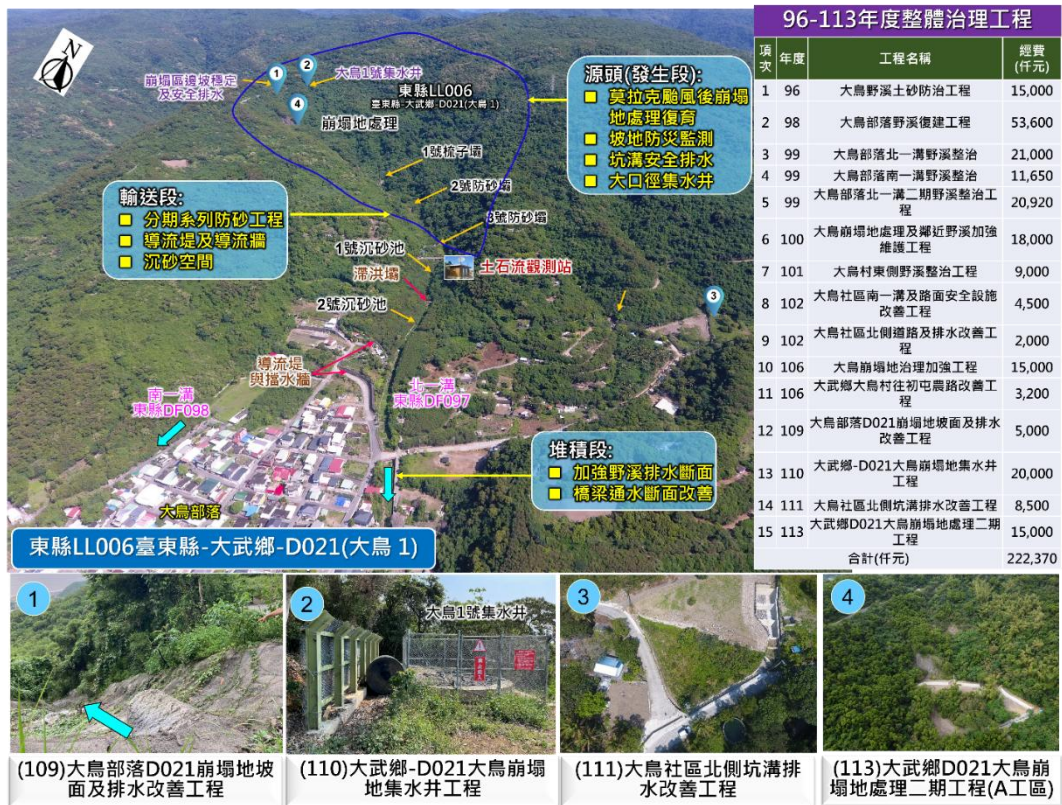 N
1
2
4
3
崩塌區邊坡穩定
及安全排水
大鳥1號集水井
東縣LL006
臺東縣-大武鄉-D021(大鳥 1)
崩塌地處理
源頭(發生段):
莫拉克颱風後崩塌
地處理復育
坡地防災監測
坑溝安全排水
大口徑集水井
1號梳子壩
2號防砂壩
3號防砂壩
輸送段:
分期系列防砂工程
導流堤及導流牆
沉砂空間
1號沉砂池
土石流觀測站
滯洪壩
2號沉砂池
導流堤
與擋水牆
南一溝
東縣DF098
北一溝
東縣DF097
堆積段:
加強野溪排水斷面
橋梁通水斷面改善
大鳥部落
東縣LL006臺東縣-大武鄉-D021(大鳥 1)
96-113年度整體治理工程
項次 年度 工程名稱 經費(仟元)
1 96 大鳥野溪土砂防治工程 15,000
2 98 大鳥部落野溪復建工程 53,600
3 99 大鳥部落北一溝野溪整治 21,000
4 99 大鳥部落南一溝野溪整治 11,650
5 99 大鳥部落北一溝二期野溪整治工程 20,920
6 100 大鳥崩塌地處理及鄰近野溪加強維護工程 18,000
7 101 大鳥村東側野溪整治工程 9,000
8 102 大鳥社區南一溝及路面安全設施改善工程 4,500
9 102 大鳥社區北側道路及排水改善工程 2,000
10 106 大鳥崩塌地治理加強工程 15,000
11 106 大武鄉大鳥村往初屯農路改善工程 3,200
12 109 大鳥部落D021崩塌地坡面及排水改善工程 5,000
13 110 大武鄉-D021大鳥崩塌地集水井工程 20,000
14 111 大鳥社區北側坑溝排水改善工程 8,500
15 113 大武鄉D021大鳥崩塌地處理二期工程 15,000
合計(仟元) 222,370
1
(109)大鳥部落D021崩塌地坡
面及排水改善工程
2
大鳥1號集水井
(110)大武鄉-D021大鳥崩塌
地集水井工程
3
(111)大鳥社區北側坑溝排
水改善工程
4
(113)大武鄉D021大鳥崩
塌地處理二期工程(A工區)